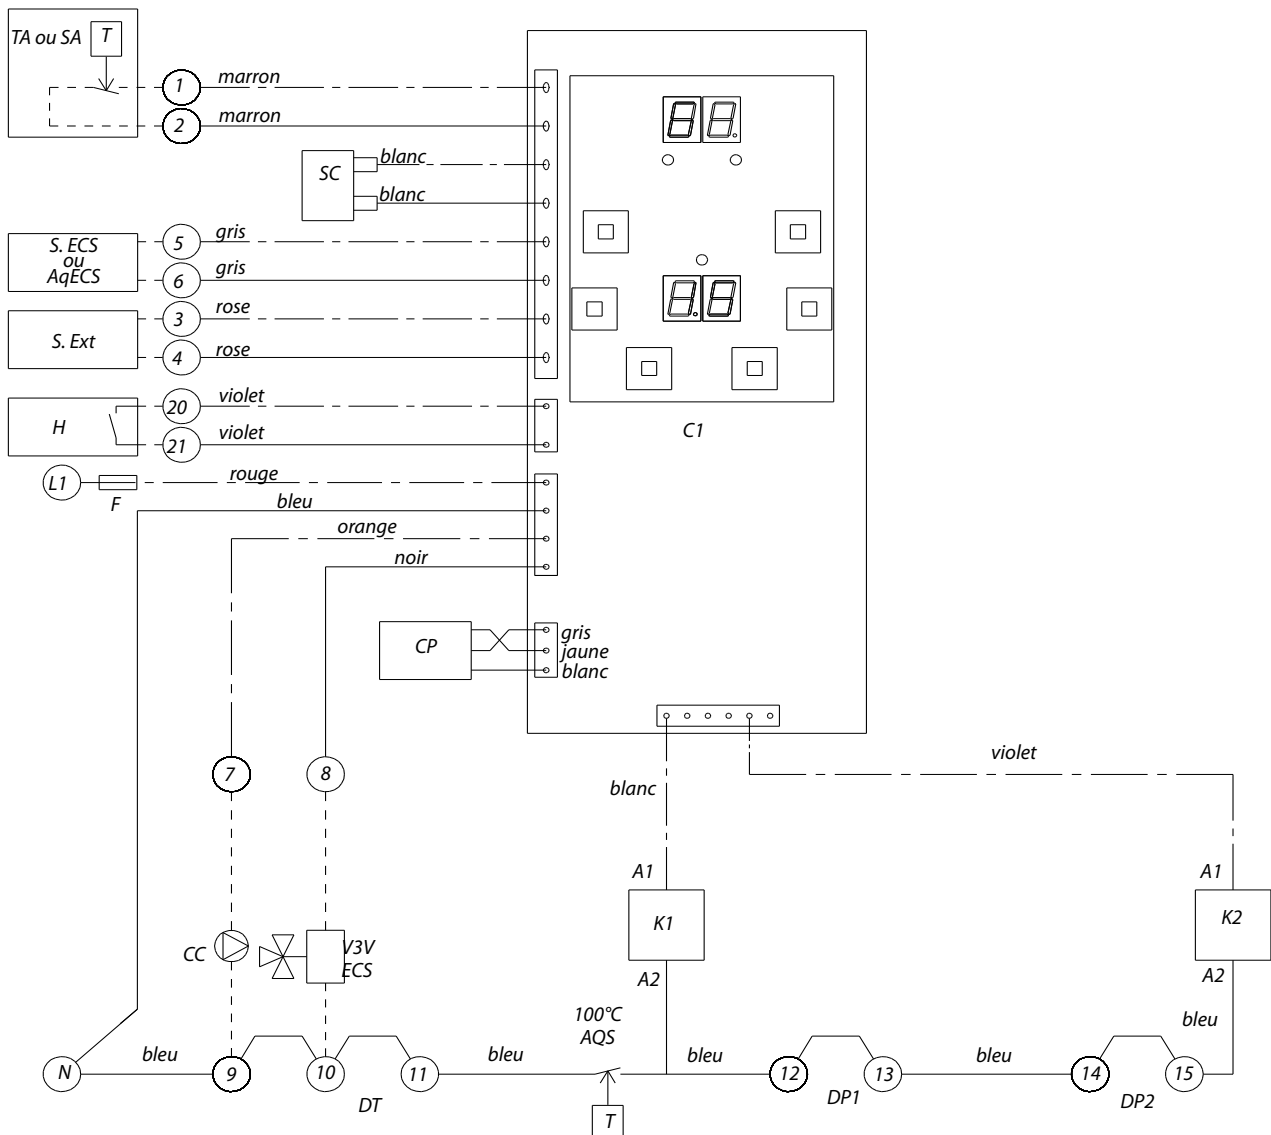 TA ou SA
T
1
marron
2
marron
SC
blanc
blanc
S. ECS
ou
AqECS
5
gris
6
gris
S. Ext
3
rose
4
rose
H
20
violet
21
violet
L1
F
rouge
bleu
orange
noir
C1
CP
gris
jaune
blanc
7
8
blanc
violet
A1
K1
A2
A1
K2
A2
CC
V3V
ECS
100°C
AQS
bleu
N
bleu
9
10
11
DT
bleu
T
bleu
12
13
DP1
bleu
14
15
DP2